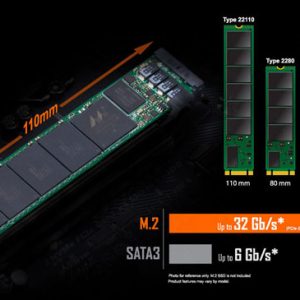 Type 22110
Type 2280
110mm
110 mm
80 mm
M.2
Up to 32 Gb/s*
SATA3
Up to 6 Gb/s*
Photo for reference only. M.2 SSD is not included
Product features may vary by model.